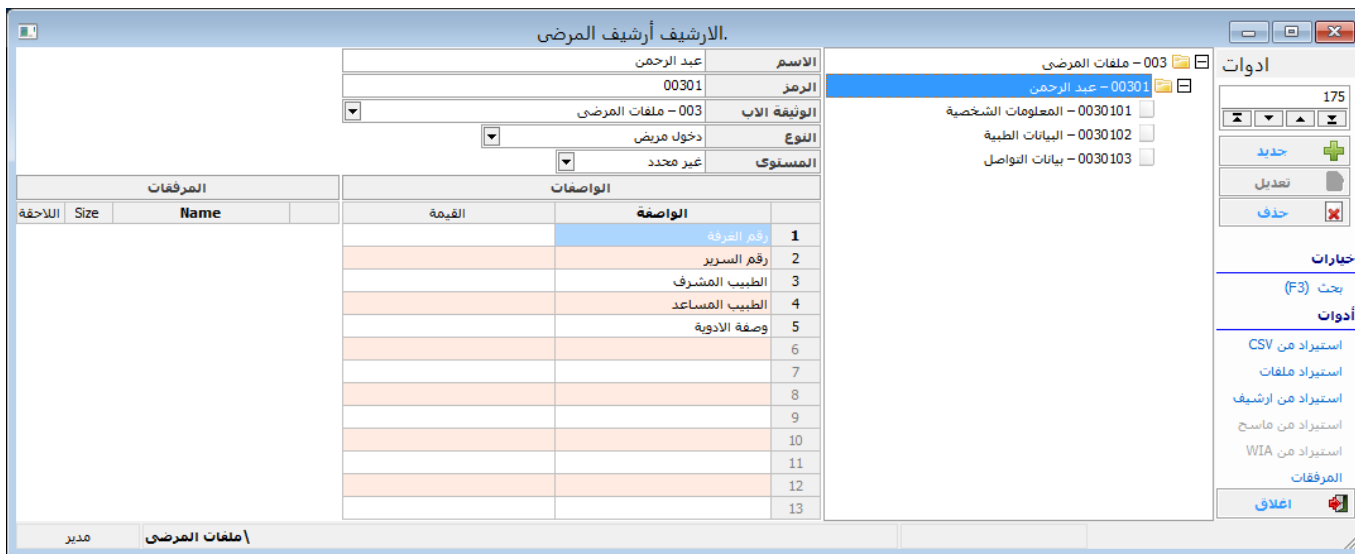 .الارشيف أرشيف المرضى
ادوات
175
جديد
تعديل
حذف
خيارات
بحث (F3)
أدوات
استيراد من CSV
استيراد ملفات
استيراد من ارشيف
استيراد من ماسح
استيراد من WIA
المرفقات
اغلاق
003 – ملفات المرضى
00301 – عبد الرحمن
0030101 – المعلومات الشخصية
0030102 – البيانات الطبية
0030103 – بيانات التواصل
الاسم عبد الرحمن
الرمز 00301
الوثيقة الاب 003 – ملفات المرضى
النوع دخول مريض
المستوى غير محدد
الواصفات
الواصفة القيمة
1 رقم الغرفة
2 رقم السرير
3 الطبيب المشرف
4 الطبيب المساعد
5 وصفة الادوية
6
7
8
9
10
11
12
13
المرفقات
Name Size اللاحقة
\ملفات المرضى مدير